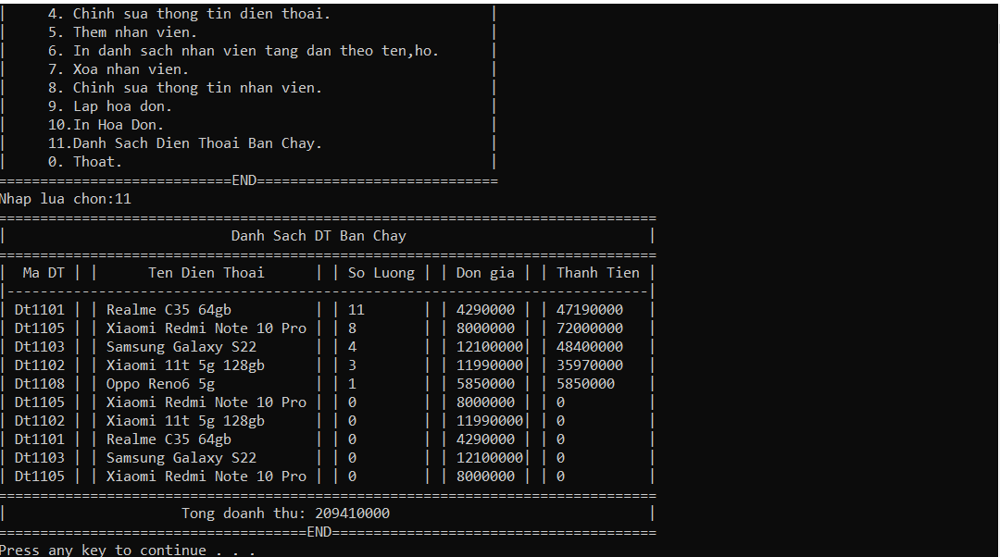 |     4. Chinh sua thong tin dien thoai.                    |
|     5. Them nhan vien.                                    |
|     6. In danh sach nhan vien tang dan theo ten,ho.       |
|     7. Xoa nhan vien.                                     |
|     8. Chinh sua thong tin nhan vien.                     |
|     9. Lap hoa don.                                       |
|     10.In Hoa Don.                                        |
|     11.Danh Sach Dien Thoai Ban Chay.                     |
|     0. Thoat.                                             |
============================END=============================
Nhap lua chon:11
===============================================================================
|                           Danh Sach DT Ban Chay                             |
===============================================================================
|  Ma DT | |      Ten Dien Thoai      | | So Luong | | Don gia | | Thanh Tien |
|-----------------------------------------------------------------------------|
| Dt1101 | | Realme C35 64gb          | | 11       | | 4290000 | | 47190000   |
| Dt1105 | | Xiaomi Redmi Note 10 Pro | | 8        | | 8000000 | | 72000000   |
| Dt1103 | | Samsung Galaxy S22       | | 4        | | 12100000| | 48400000   |
| Dt1102 | | Xiaomi 11t 5g 128gb      | | 3        | | 11990000| | 35970000   |
| Dt1108 | | Oppo Reno6 5g            | | 1        | | 5850000 | | 5850000    |
| Dt1105 | | Xiaomi Redmi Note 10 Pro | | 0        | | 8000000 | | 0          |
| Dt1102 | | Xiaomi 11t 5g 128gb      | | 0        | | 11990000| | 0          |
| Dt1101 | | Realme C35 64gb          | | 0        | | 4290000 | | 0          |
| Dt1103 | | Samsung Galaxy S22       | | 0        | | 12100000| | 0          |
| Dt1105 | | Xiaomi Redmi Note 10 Pro | | 0        | | 8000000 | | 0          |
===============================================================================
|                     Tong doanh thu: 209410000                               |
=====================================END=======================================
Press any key to continue . . .